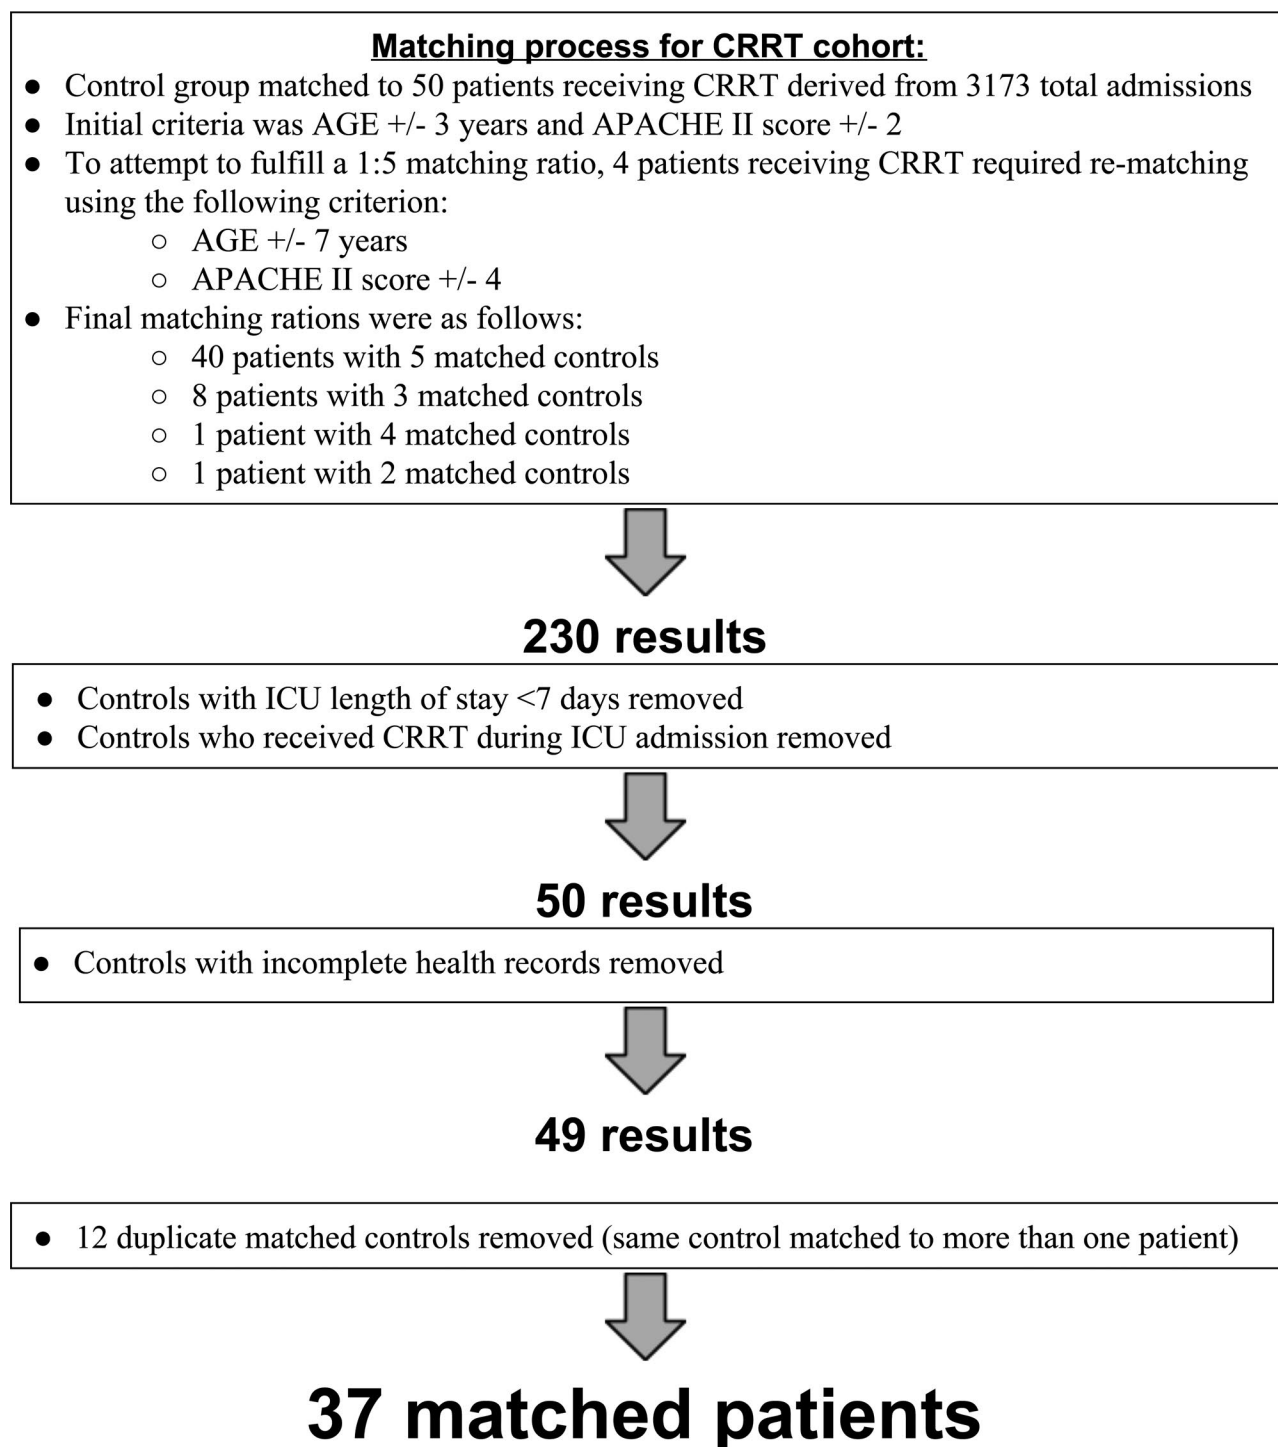 Matching process for CRRT cohort:
● Control group matched to 50 patients receiving CRRT derived from 3173 total admissions
● Initial criteria was AGE +/- 3 years and APACHE II score +/- 2
● To attempt to fulfill a 1:5 matching ratio, 4 patients receiving CRRT required re-matching
using the following criterion:
○ AGE +/- 7 years
○ APACHE II score +/- 4
● Final matching rations were as follows:
○ 40 patients with 5 matched controls
○ 8 patients with 3 matched controls
○ 1 patient with 4 matched controls
○ 1 patient with 2 matched controls
230 results
● Controls with ICU length of stay <7 days removed
● Controls who received CRRT during ICU admission removed
50 results
● Controls with incomplete health records removed
49 results
● 12 duplicate matched controls removed (same control matched to more than one patient)
37 matched patients